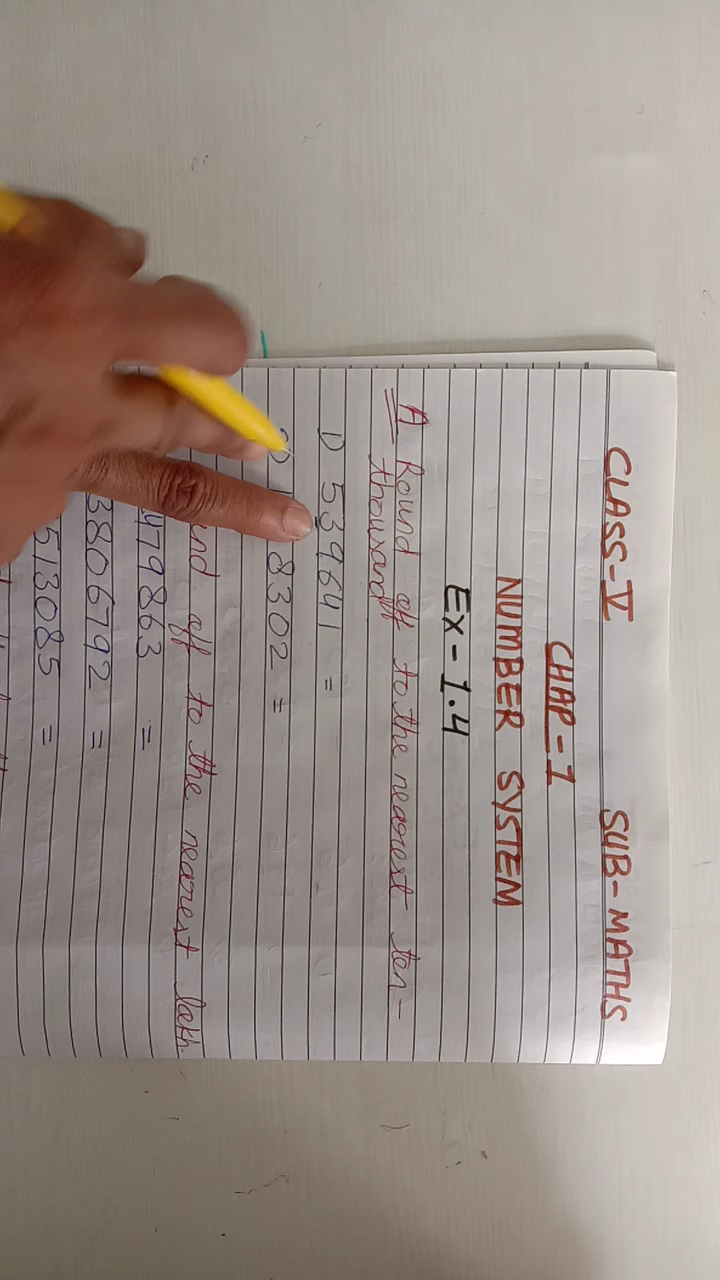 CLASS-V SUB-MATHS
CHAP = 1
NUMBER SYSTEM
EX - 1.4
A Round off to the nearest ten-
thousand
1) 539641 =
8302 =
off to the nearest lakh.
479863 =
3806792 =
513085 =